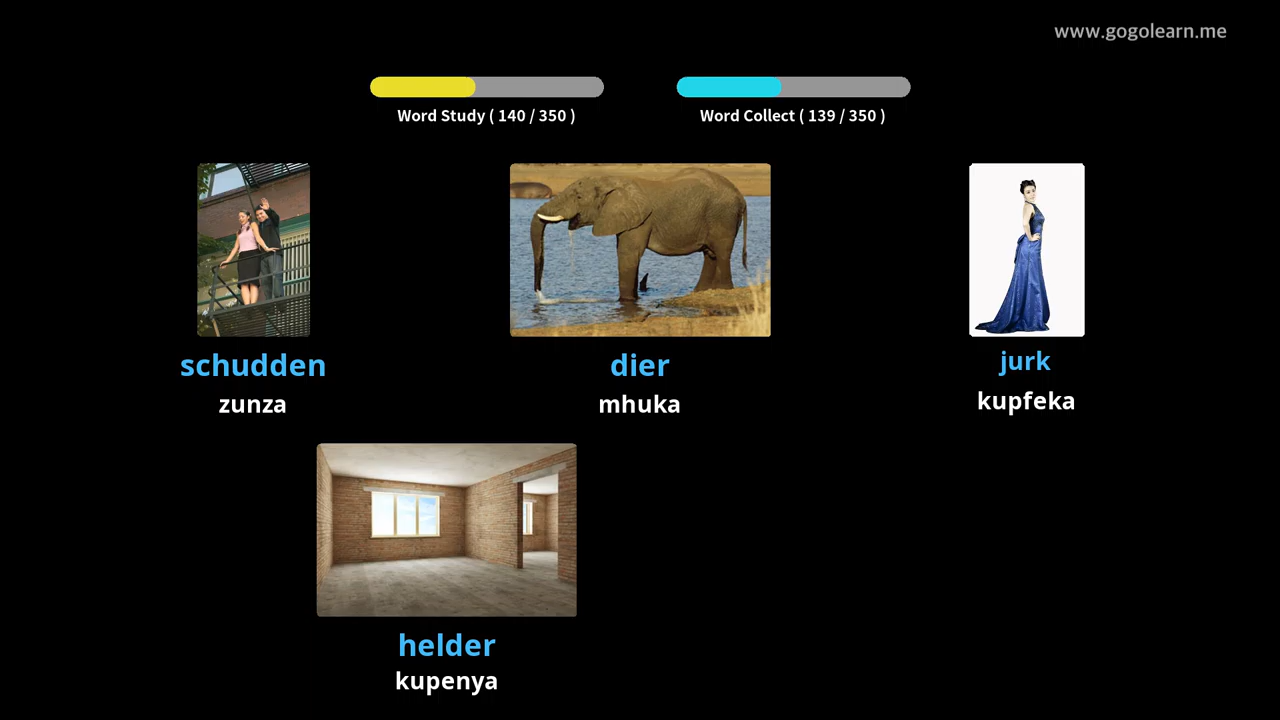 www.gogolearn.me
Word Study ( 140 / 350 )
Word Collect ( 139 / 350 )
schudden
zunza
dier
mhuka
jurk
kupfeka
helder
kupenya